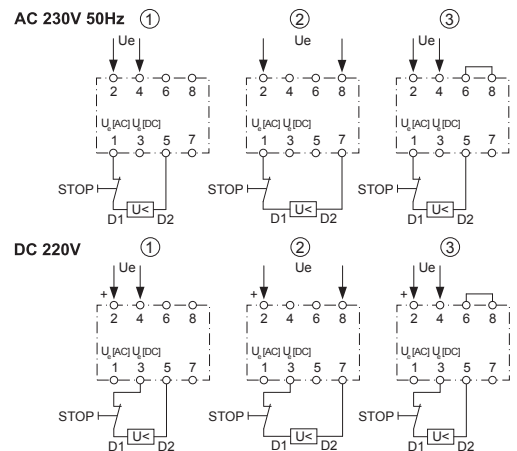 AC 230V 50Hz ① ② ③
Ue Ue Ue
2 4 6 8 2 4 6 8 2 4 6 8
Ue [AC] Ue [DC] Ue [AC] Ue [DC] Ue [AC] Ue [DC]
1 3 5 7 1 3 5 7 1 3 5 7
STOP STOP STOP
U< U< U<
D1 D2 D1 D2 D1 D2
DC 220V ① ② ③
Ue Ue Ue
+ + +
2 4 6 8 2 4 6 8 2 4 6 8
Ue [AC] Ue [DC] Ue [AC] Ue [DC] Ue [AC] Ue [DC]
1 3 5 7 1 3 5 7 1 3 5 7
STOP STOP STOP
U< U< U<
D1 D2 D1 D2 D1 D2